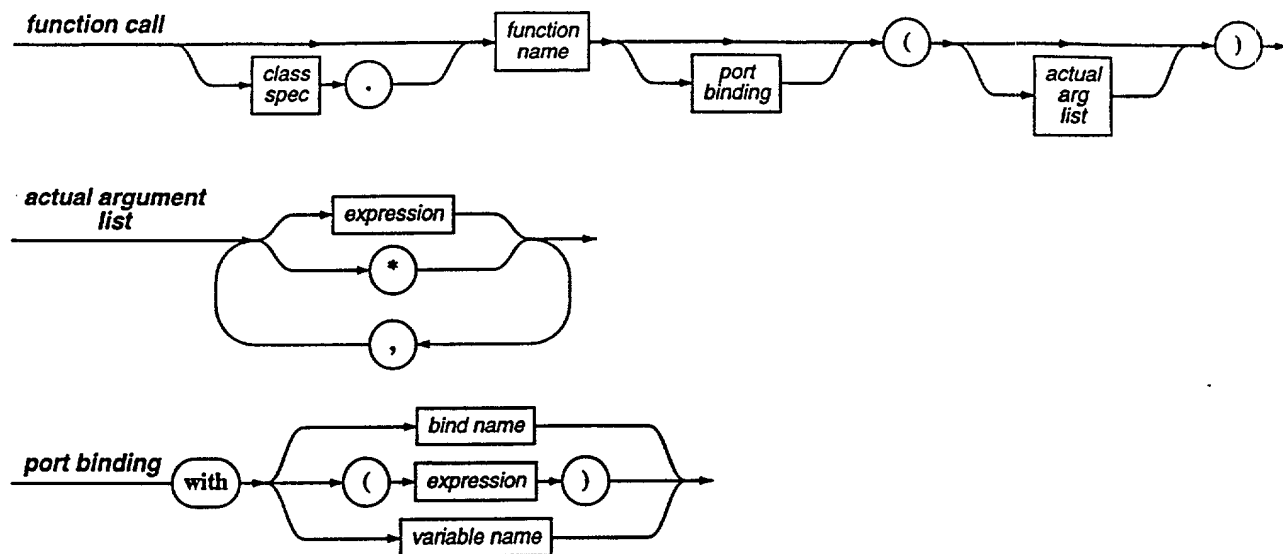 function call
function
name
class
spec
.
port
binding
(
actual
arg
list
)
actual argument
list
expression
*
,
port binding
with
bind name
(
expression
)
variable name